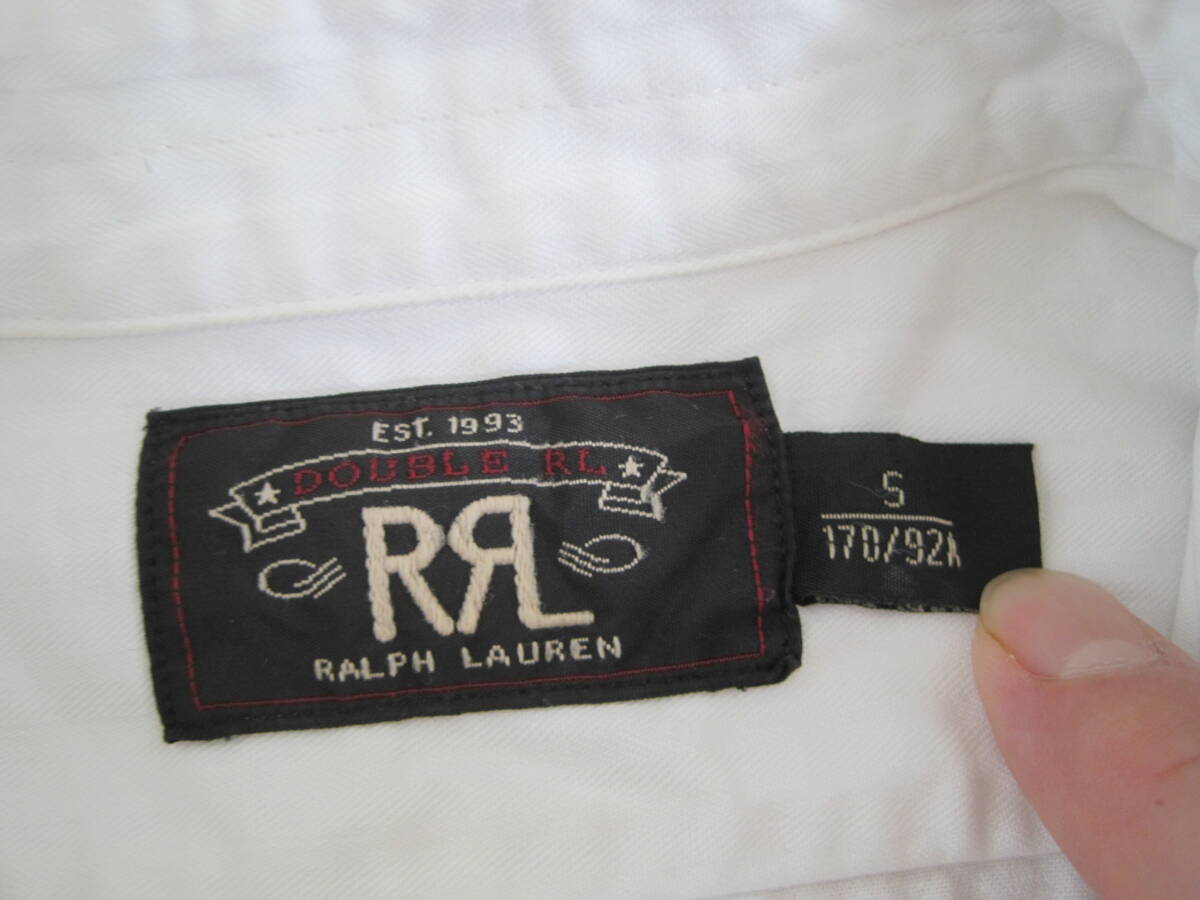 EST. 1993
DOUBLE RL
RRL
RALPH LAUREN
S
170/92A